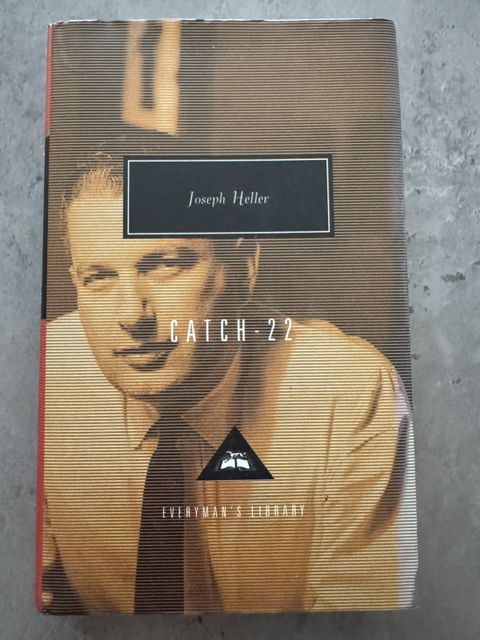 Joseph Heller
CATCH-22
EVERYMAN'S LIBRARY